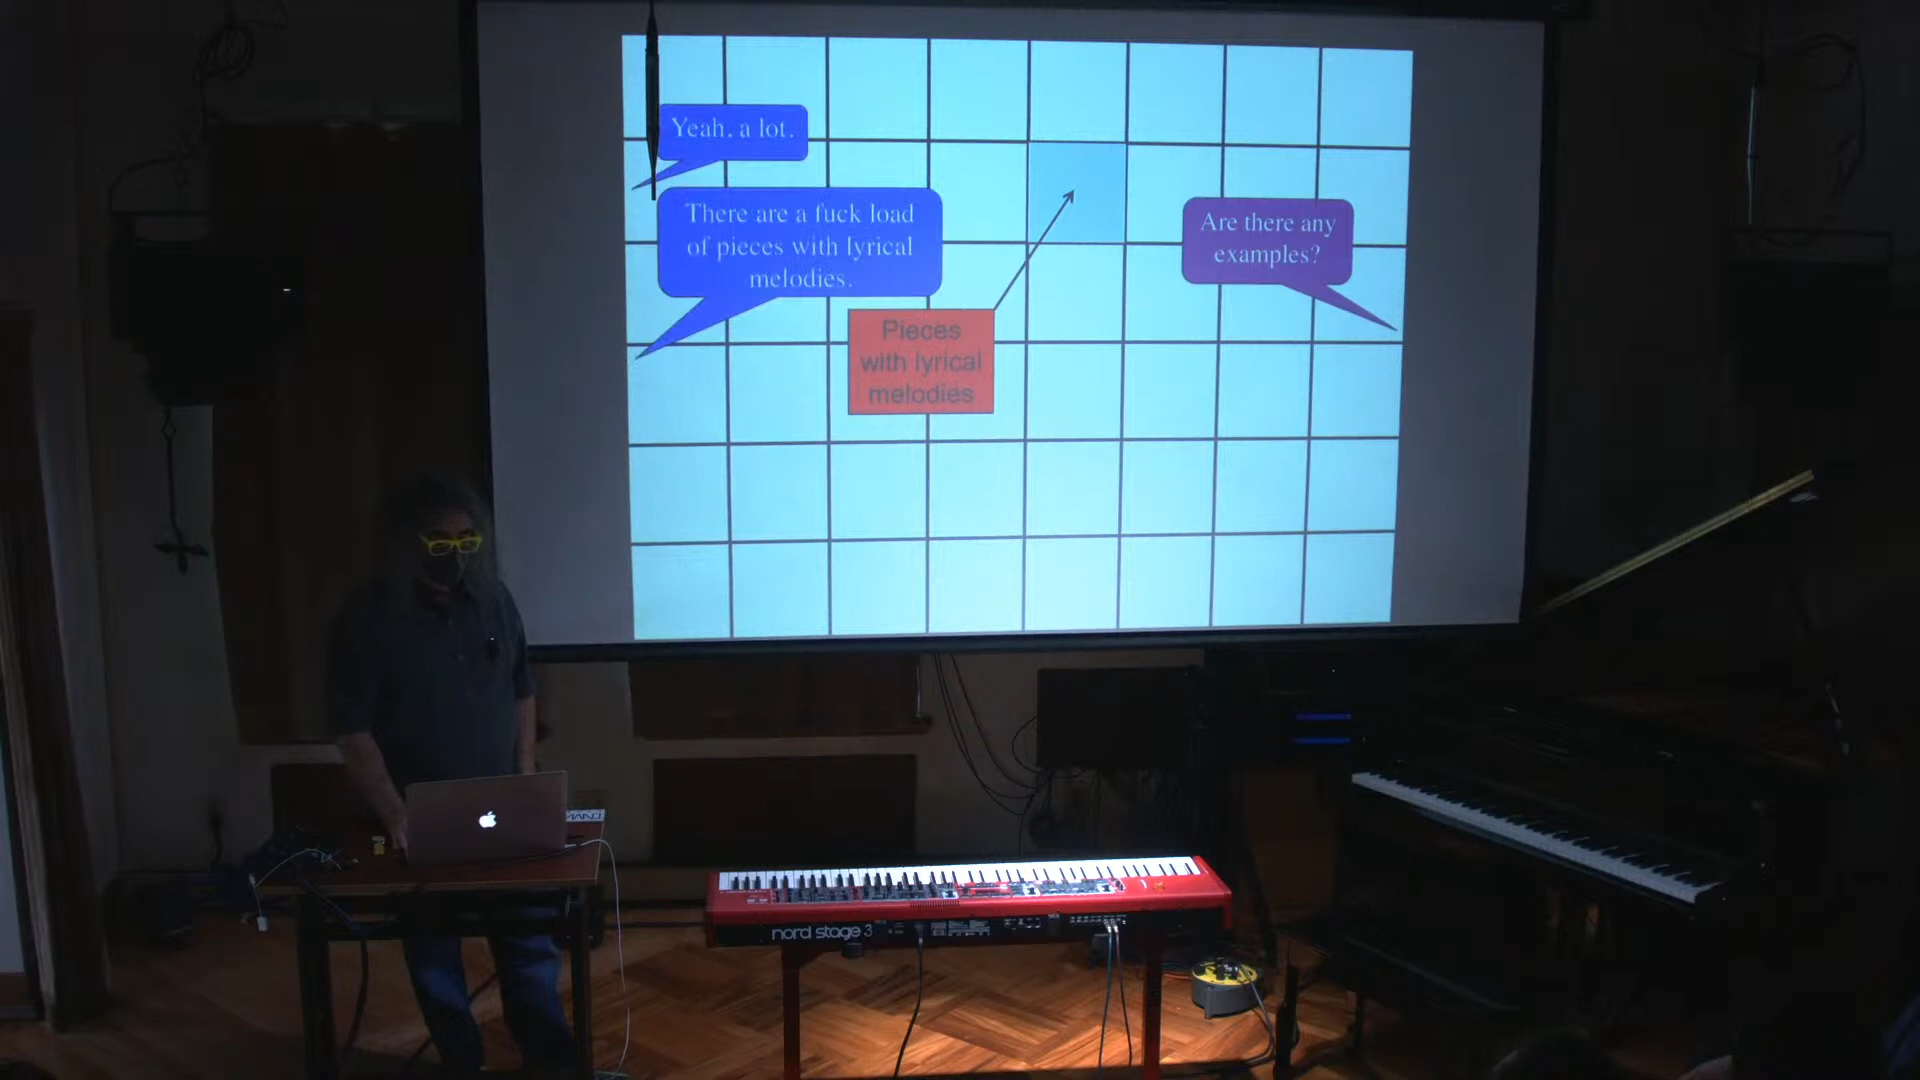 Yeah, a lot.
There are a fuck load
of pieces with lyrical
melodies.
Are there any
examples?
Pieces
with lyrical
melodies
CNMAT
nord stage 3